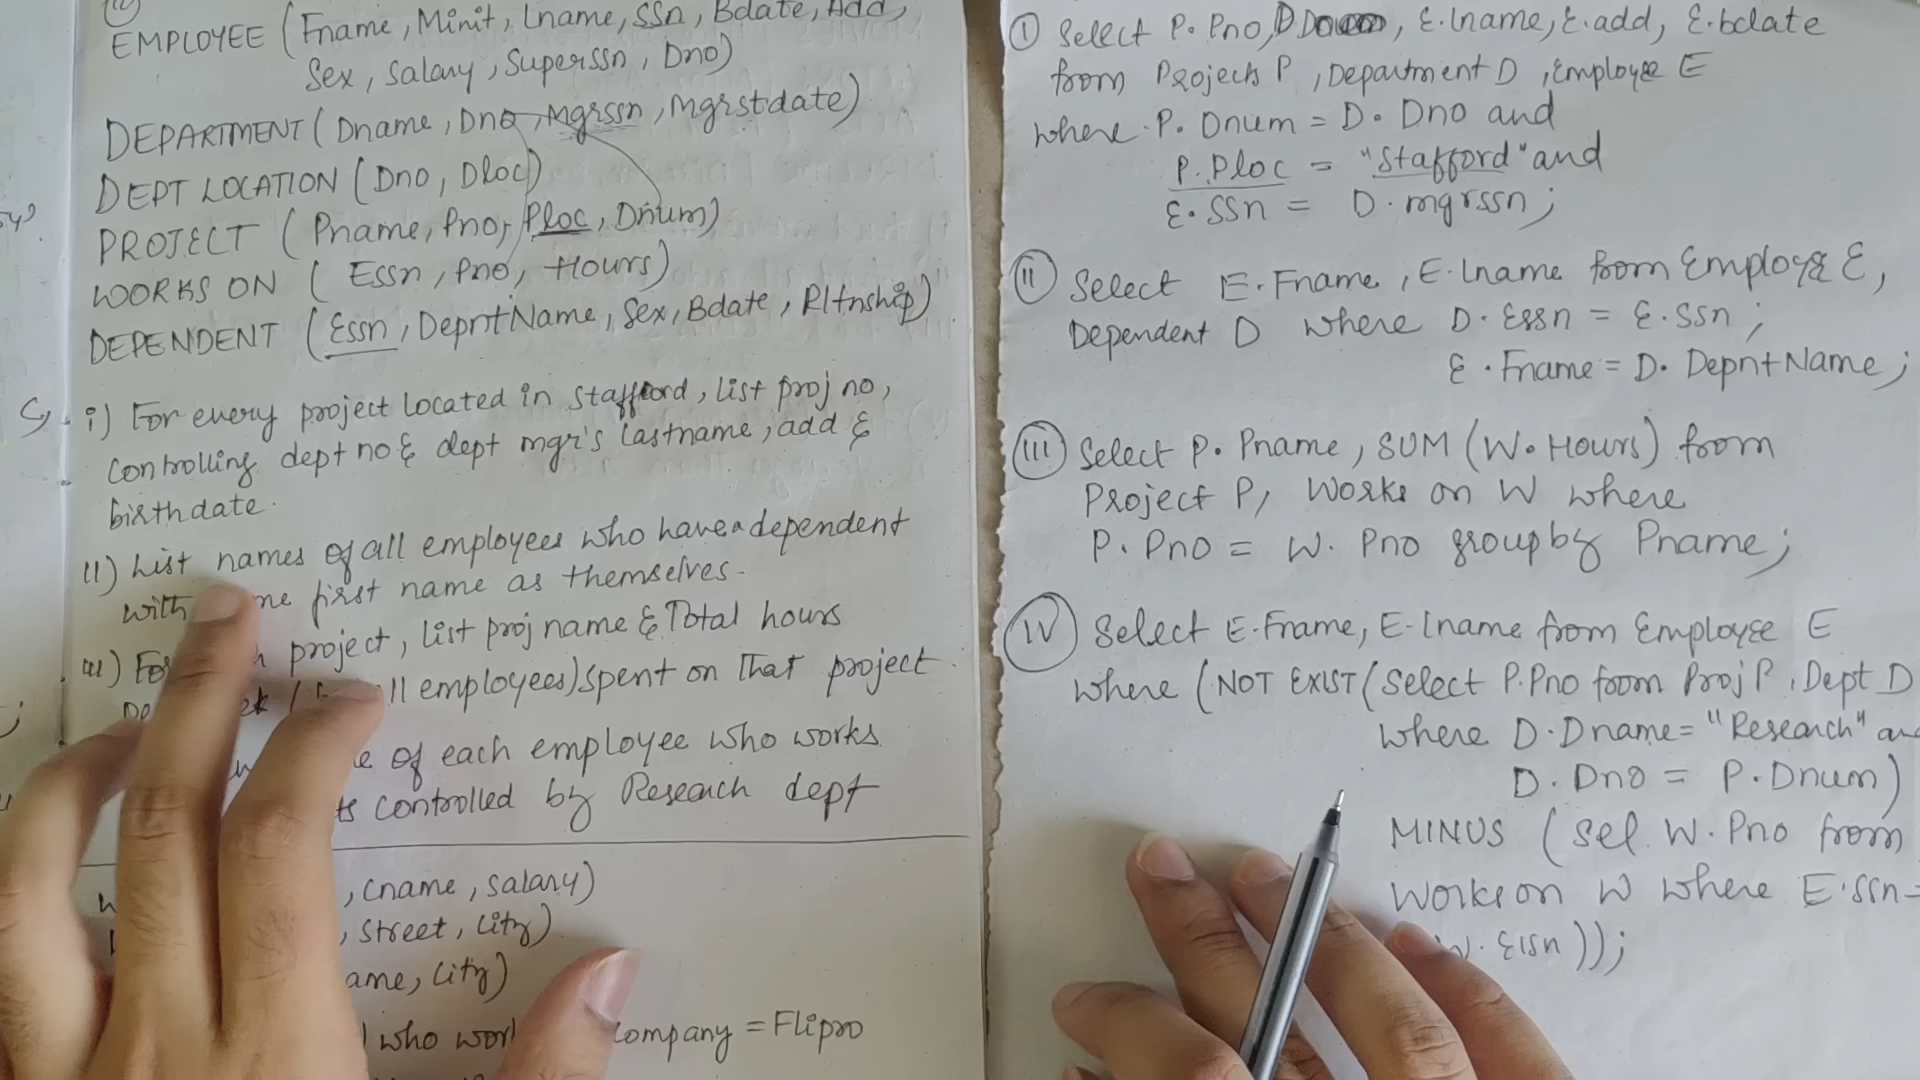 EMPLOYEE (Fname, Minit, Lname, SSn, Bdate, Add,
Sex, Salary, Superssn, Dno)
DEPARTMENT (Dname, Dno, Mgrssn, Mgrstdate)
DEPT LOCATION (Dno, Dloc)
PROJECT (Pname, Pno, Ploc, Dnum)
WORKS ON (Essn, Pno, Hours)
DEPENDENT (Essn, DepntName, Sex, Bdate, Rltnship)
i) For every project located in Stafford, list proj no,
controlling dept no & dept mgr's lastname, add &
birthdate.
ii) List names of all employees who have a dependent
with first name as themselves.
iii) project, list proj name & Total hours
employees) spent on that project
of each employee who works
controlled by Research dept
, Cname, Salary)
, Street, City)
, City)
who Company = Flipro
I Select P.Pno, , E.lname, E.add, E.bdate
from Projects P, Department D, Employee E
where P.Dnum = D.Dno and
P.Ploc = "Stafford" and
E.SSn = D.mgrssn;
II Select E.Fname, E.lname from Employee E,
Dependent D where D.Essn = E.SSn;
E.Fname = D.DepntName;
III Select P.Pname, SUM (W.Hours) from
Project P, Works on W where
P.Pno = W.Pno group by Pname;
IV Select E.Fname, E.lname from Employee E
where (NOT EXIST (Select P.Pno from Proj P, Dept D
where D.Dname = "Research"
D.Dno = P.Dnum)
MINUS (sel. W.Pno from
Works on W where E.ssn =
W.Essn));